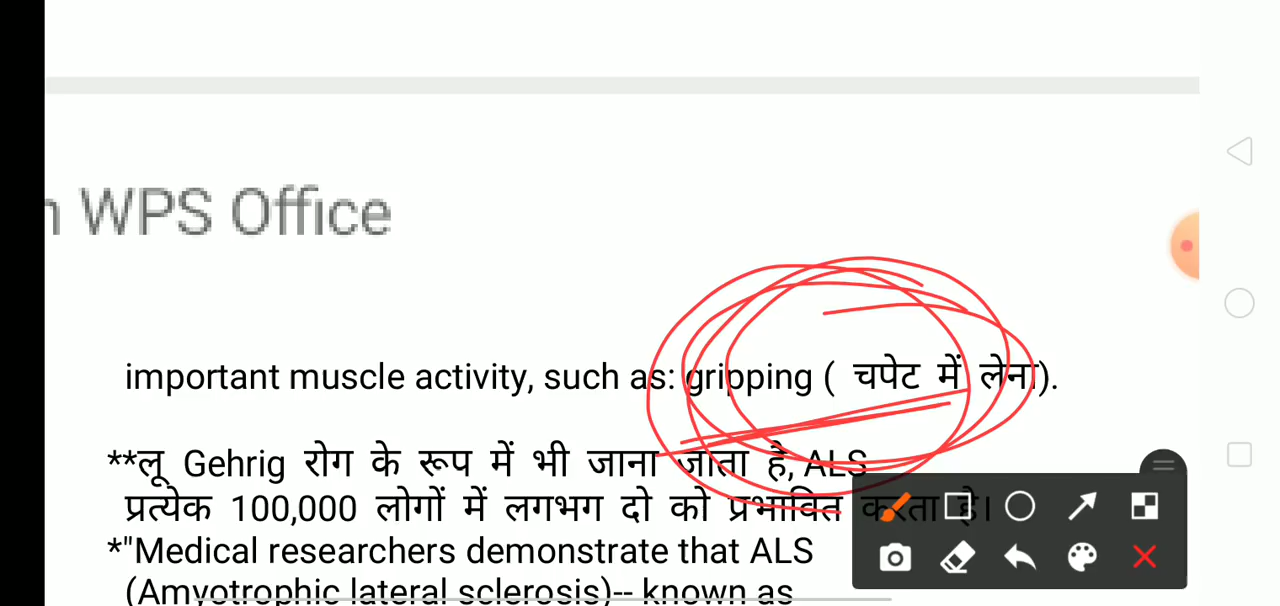 WPS Office
important muscle activity, such as: gripping ( चपेट में लेना).
**लू Gehrig रोग के रूप में भी जाना जाता है, ALS
प्रत्येक 100,000 लोगों में लगभग दो को प्रभावित करता है।
*"Medical researchers demonstrate that ALS
(Amyotrophic lateral sclerosis)-- known as